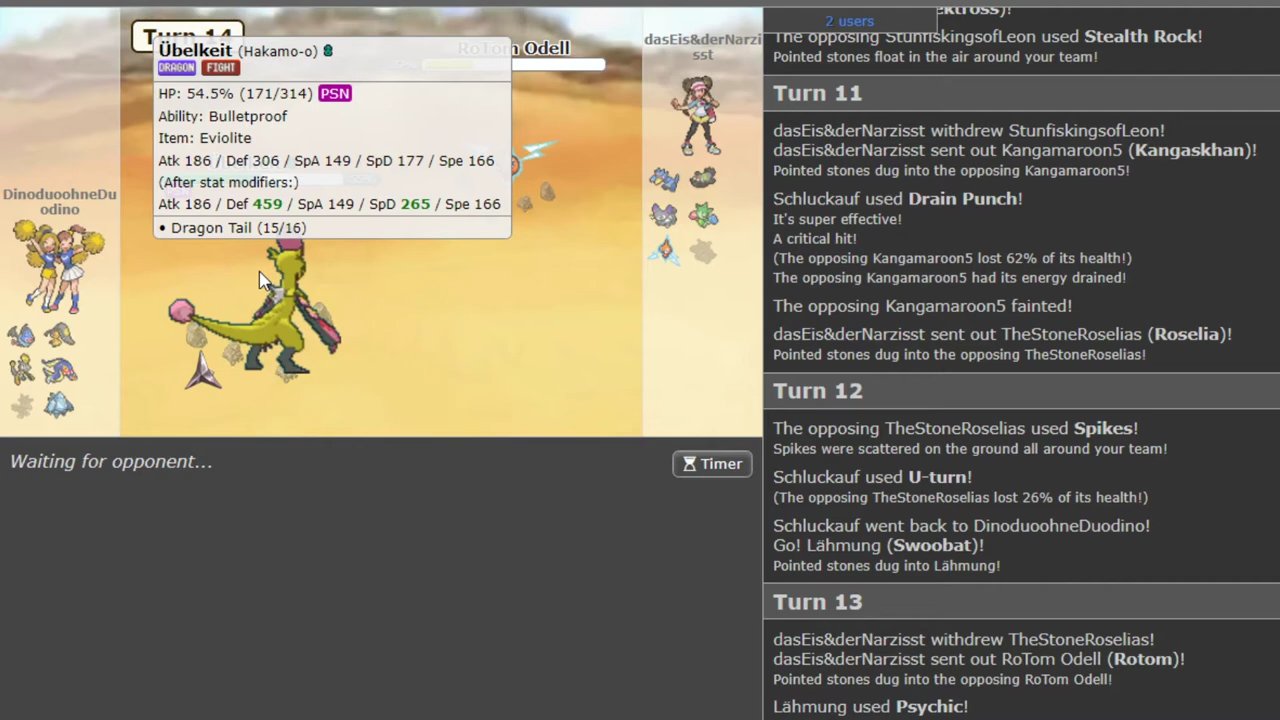 2 users
Turn 14
Übelkeit (Hakamo-o)
DRAGON FIGHT
HP: 54.5% (171/314) PSN
Ability: Bulletproof
Item: Eviolite
Atk 186 / Def 306 / SpA 149 / SpD 177 / Spe 166
(After stat modifiers:)
Atk 186 / Def 459 / SpA 149 / SpD 265 / Spe 166
• Dragon Tail (15/16)
RoTom Odell
dasEis&derNarzi
sst
DinoduoohneDu
odino
Waiting for opponent...
Timer
The opposing StunfiskingsofLeon used Stealth Rock!
Pointed stones float in the air around your team!
Turn 11
dasEis&derNarzisst withdrew StunfiskingsofLeon!
dasEis&derNarzisst sent out Kangamaroon5 (Kangaskhan)!
Pointed stones dug into the opposing Kangamaroon5!
Schluckauf used Drain Punch!
It's super effective!
A critical hit!
(The opposing Kangamaroon5 lost 62% of its health!)
The opposing Kangamaroon5 had its energy drained!
The opposing Kangamaroon5 fainted!
dasEis&derNarzisst sent out TheStoneRoselias (Roselia)!
Pointed stones dug into the opposing TheStoneRoselias!
Turn 12
The opposing TheStoneRoselias used Spikes!
Spikes were scattered on the ground all around your team!
Schluckauf used U-turn!
(The opposing TheStoneRoselias lost 26% of its health!)
Schluckauf went back to DinoduoohneDuodino!
Go! Lähmung (Swoobat)!
Pointed stones dug into Lähmung!
Turn 13
dasEis&derNarzisst withdrew TheStoneRoselias!
dasEis&derNarzisst sent out RoTom Odell (Rotom)!
Pointed stones dug into the opposing RoTom Odell!
Lähmung used Psychic!